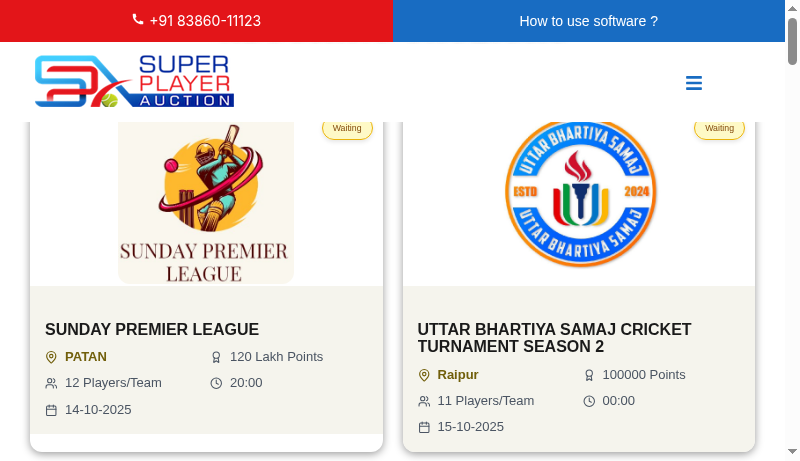 +91 83860-11123
How to use software ?
SUPER
PLAYER
AUCTION
Waiting
SUNDAY PREMIER
LEAGUE
SUNDAY PREMIER LEAGUE
PATAN
120 Lakh Points
12 Players/Team
20:00
14-10-2025
Waiting
UTTAR BHARTIYA SAMAJ
ESTD
2024
UTTAR BHARTIYA SAMAJ
UTTAR BHARTIYA SAMAJ CRICKET
TURNAMENT SEASON 2
Raipur
100000 Points
11 Players/Team
00:00
15-10-2025